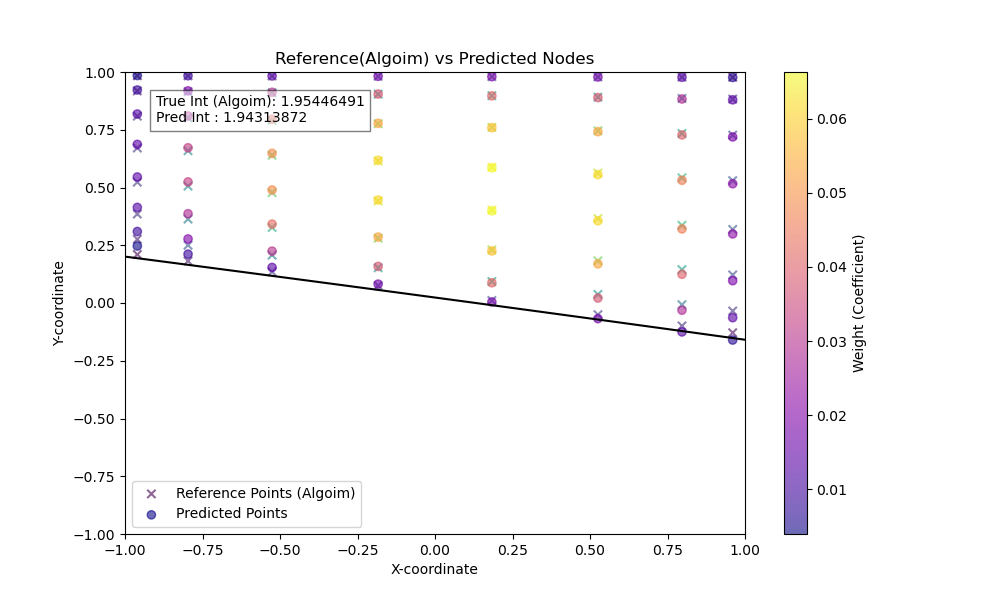 Reference(Algoim) vs Predicted Nodes
True Int (Algoim): 1.95446491
Pred Int : 1.94313872
1.00
0.75
0.50
0.25
0.00
−0.25
−0.50
−0.75
−1.00
Y-coordinate
Reference Points (Algoim)
Predicted Points
−1.00 −0.75 −0.50 −0.25 0.00 0.25 0.50 0.75 1.00
X-coordinate
0.06
0.05
0.04
0.03
0.02
0.01
Weight (Coefficient)